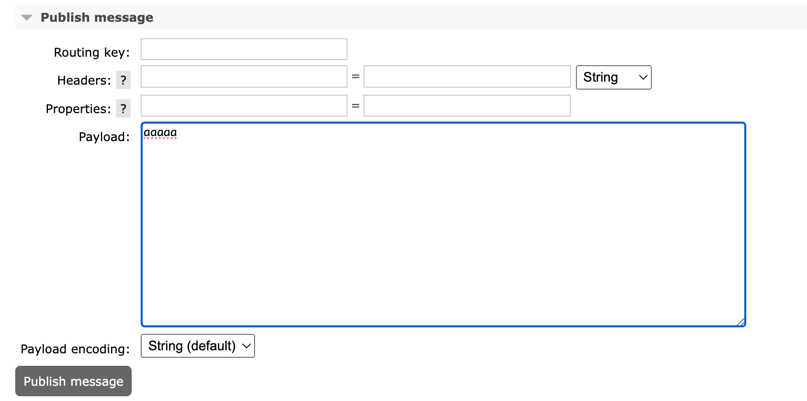 Publish message
Routing key:
Headers: ? = String
Properties: ? =
Payload: aaaaa
Payload encoding: String (default)
Publish message